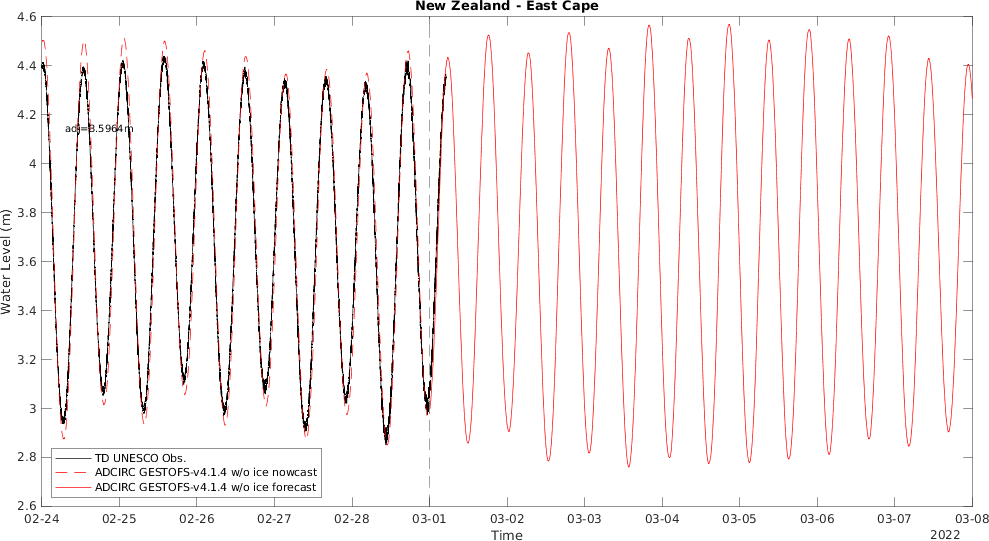 New Zealand - East Cape
4.6
4.4
4.2
4
3.8
3.6
3.4
3.2
3
2.8
2.6
Water Level (m)
adj=3.5964m
TD UNESCO Obs.
ADCIRC GESTOFS-v4.1.4 w/o ice nowcast
ADCIRC GESTOFS-v4.1.4 w/o ice forecast
02-24 02-25 02-26 02-27 02-28 03-01 03-02 03-03 03-04 03-05 03-06 03-07 03-08
Time
2022